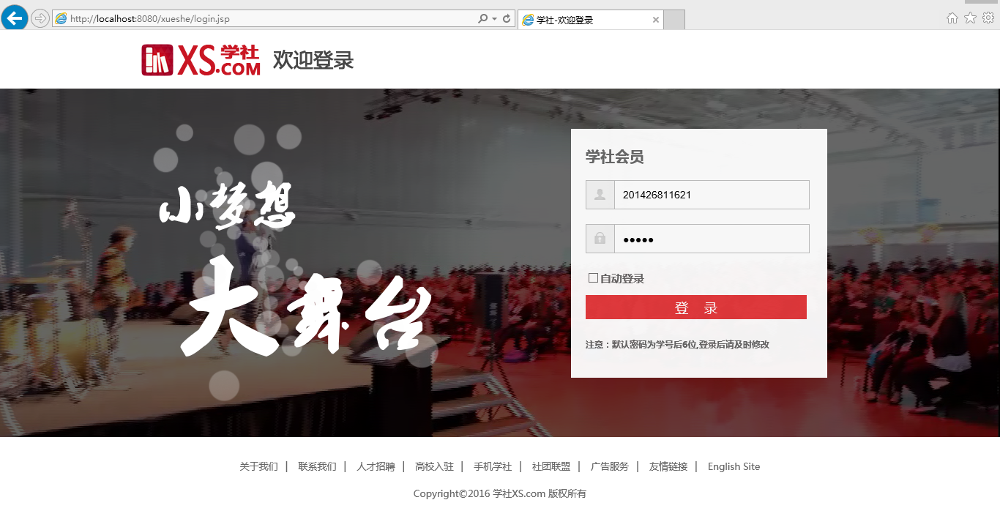 http://localhost:8080/xueshe/login.jsp
学社-欢迎登录
XS.COM 学社 欢迎登录
小梦想
大舞台
学社会员
201426811621
●●●●●
自动登录
登 录
注意：默认密码为学号后6位,登录后请及时修改
关于我们 | 联系我们 | 人才招聘 | 高校入驻 | 手机学社 | 社团联盟 | 广告服务 | 友情链接 | English Site
Copyright©2016 学社XS.com 版权所有